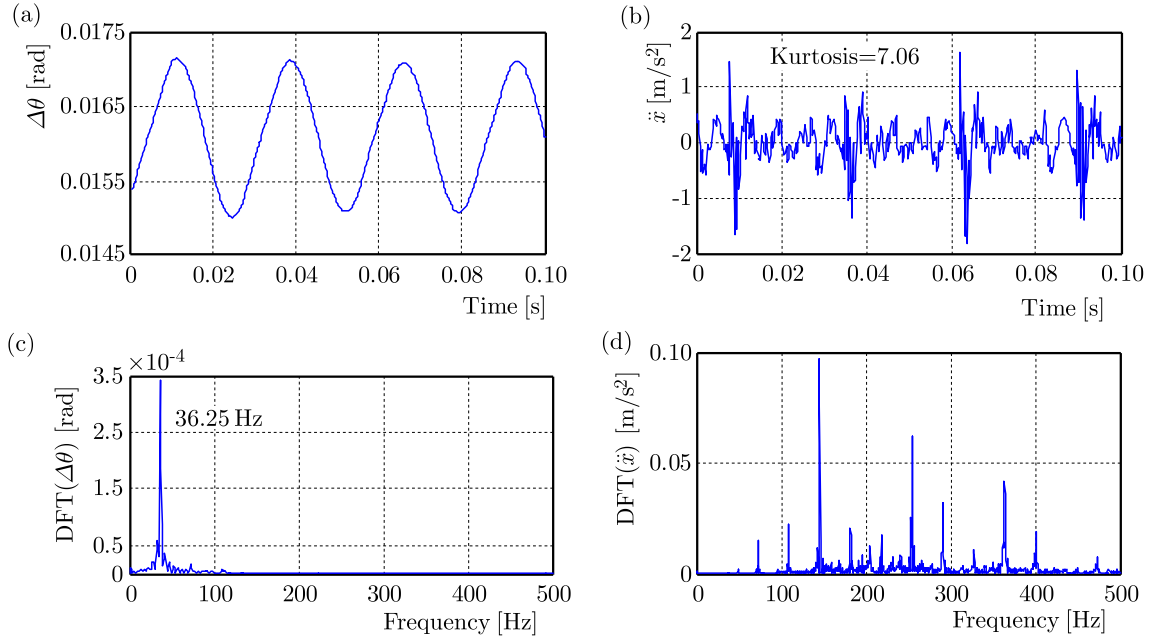 (a)
0.0175
0.0165
0.0155
0.0145
Δθ [rad]
0 0.02 0.04 0.06 0.08 0.10
Time [s]
(b)
Kurtosis=7.06
2
1
0
-1
-2
ẍ [m/s²]
0 0.02 0.04 0.06 0.08 0.10
Time [s]
(c)
×10⁻⁴
3.5
2.5
1.5
0.5
0
DFT(Δθ) [rad]
36.25 Hz
0 100 200 300 400 500
Frequency [Hz]
(d)
0.10
0.05
0
DFT(ẍ) [m/s²]
0 100 200 300 400 500
Frequency [Hz]